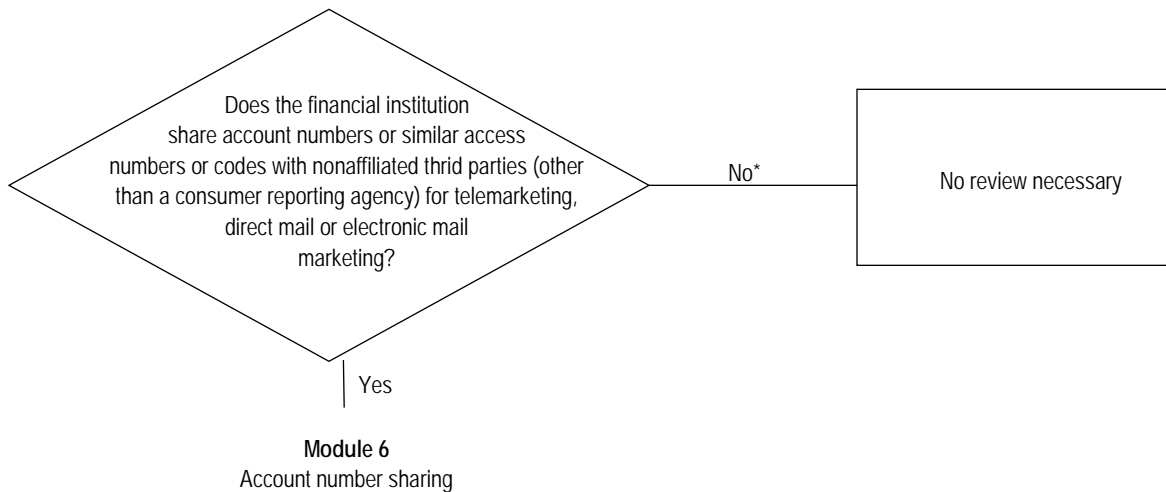 Does the financial institution
share account numbers or similar access
numbers or codes with nonaffiliated thrid parties (other
than a consumer reporting agency) for telemarketing,
direct mail or electronic mail
marketing?
No*
No review necessary
Yes
Module 6
Account number sharing